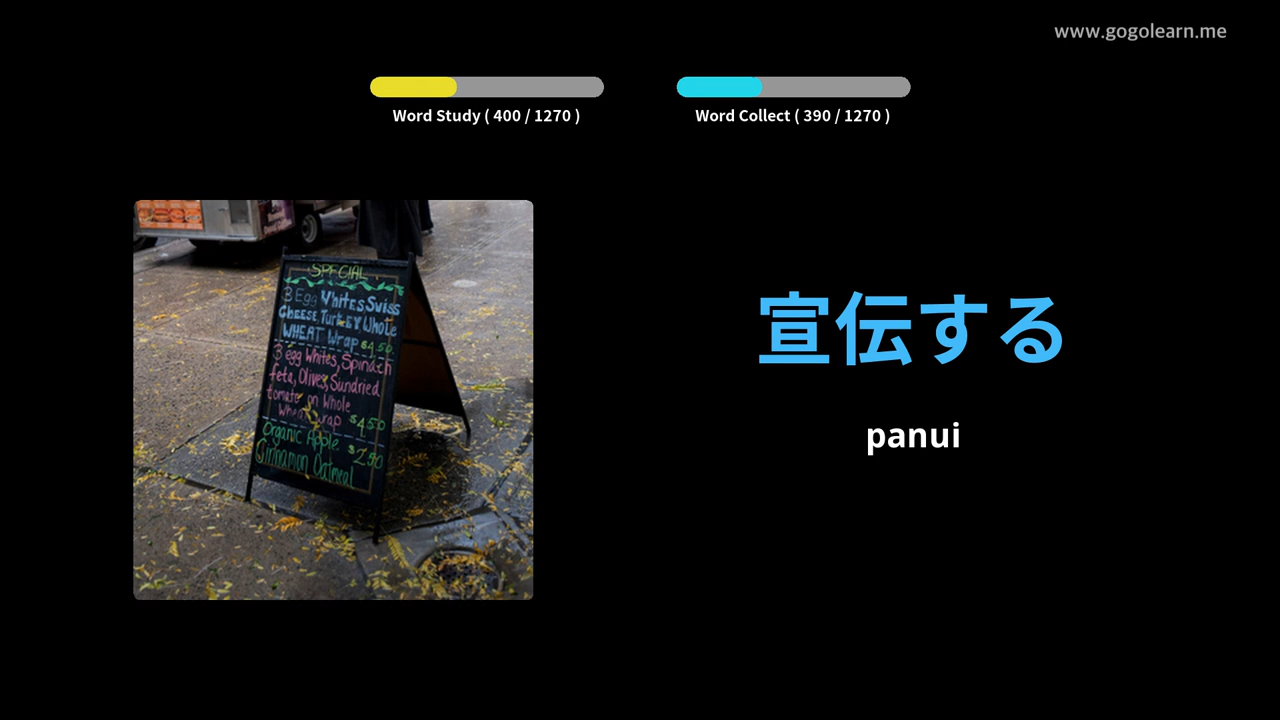 www.gogolearn.me
Word Study ( 400 / 1270 )
Word Collect ( 390 / 1270 )
SPECIAL
3 Egg Whites Swiss
Cheese, Turkey Whole
WHEAT Wrap $4.50
3 egg Whites, Spinach
feta, Olives, Sundried
tomato on Whole
Wheat Wrap $4.50
Organic Apple
Cinnamon Oatmeal
宣伝する
panui